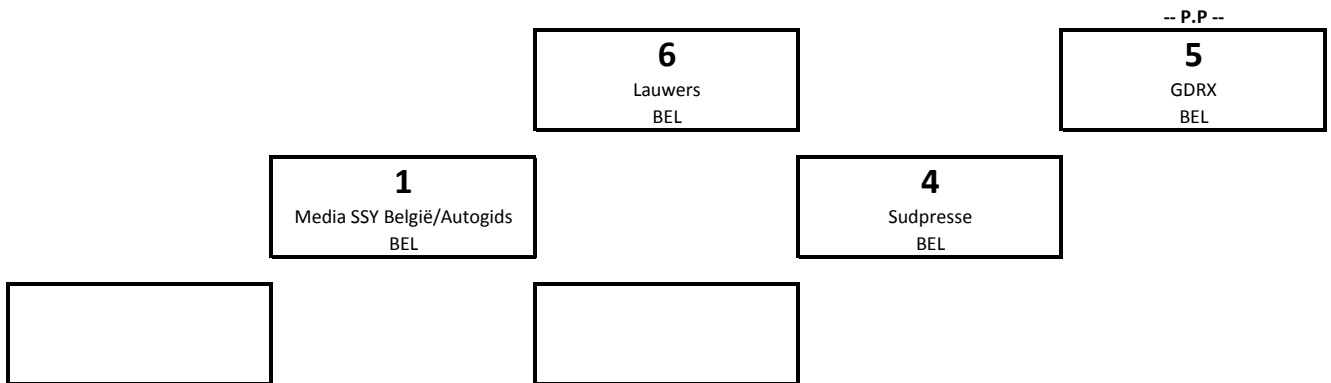 -- P.P --
6
Lauwers
BEL
5
GDRX
BEL
1
Media SSY België/Autogids
BEL
4
Sudpresse
BEL